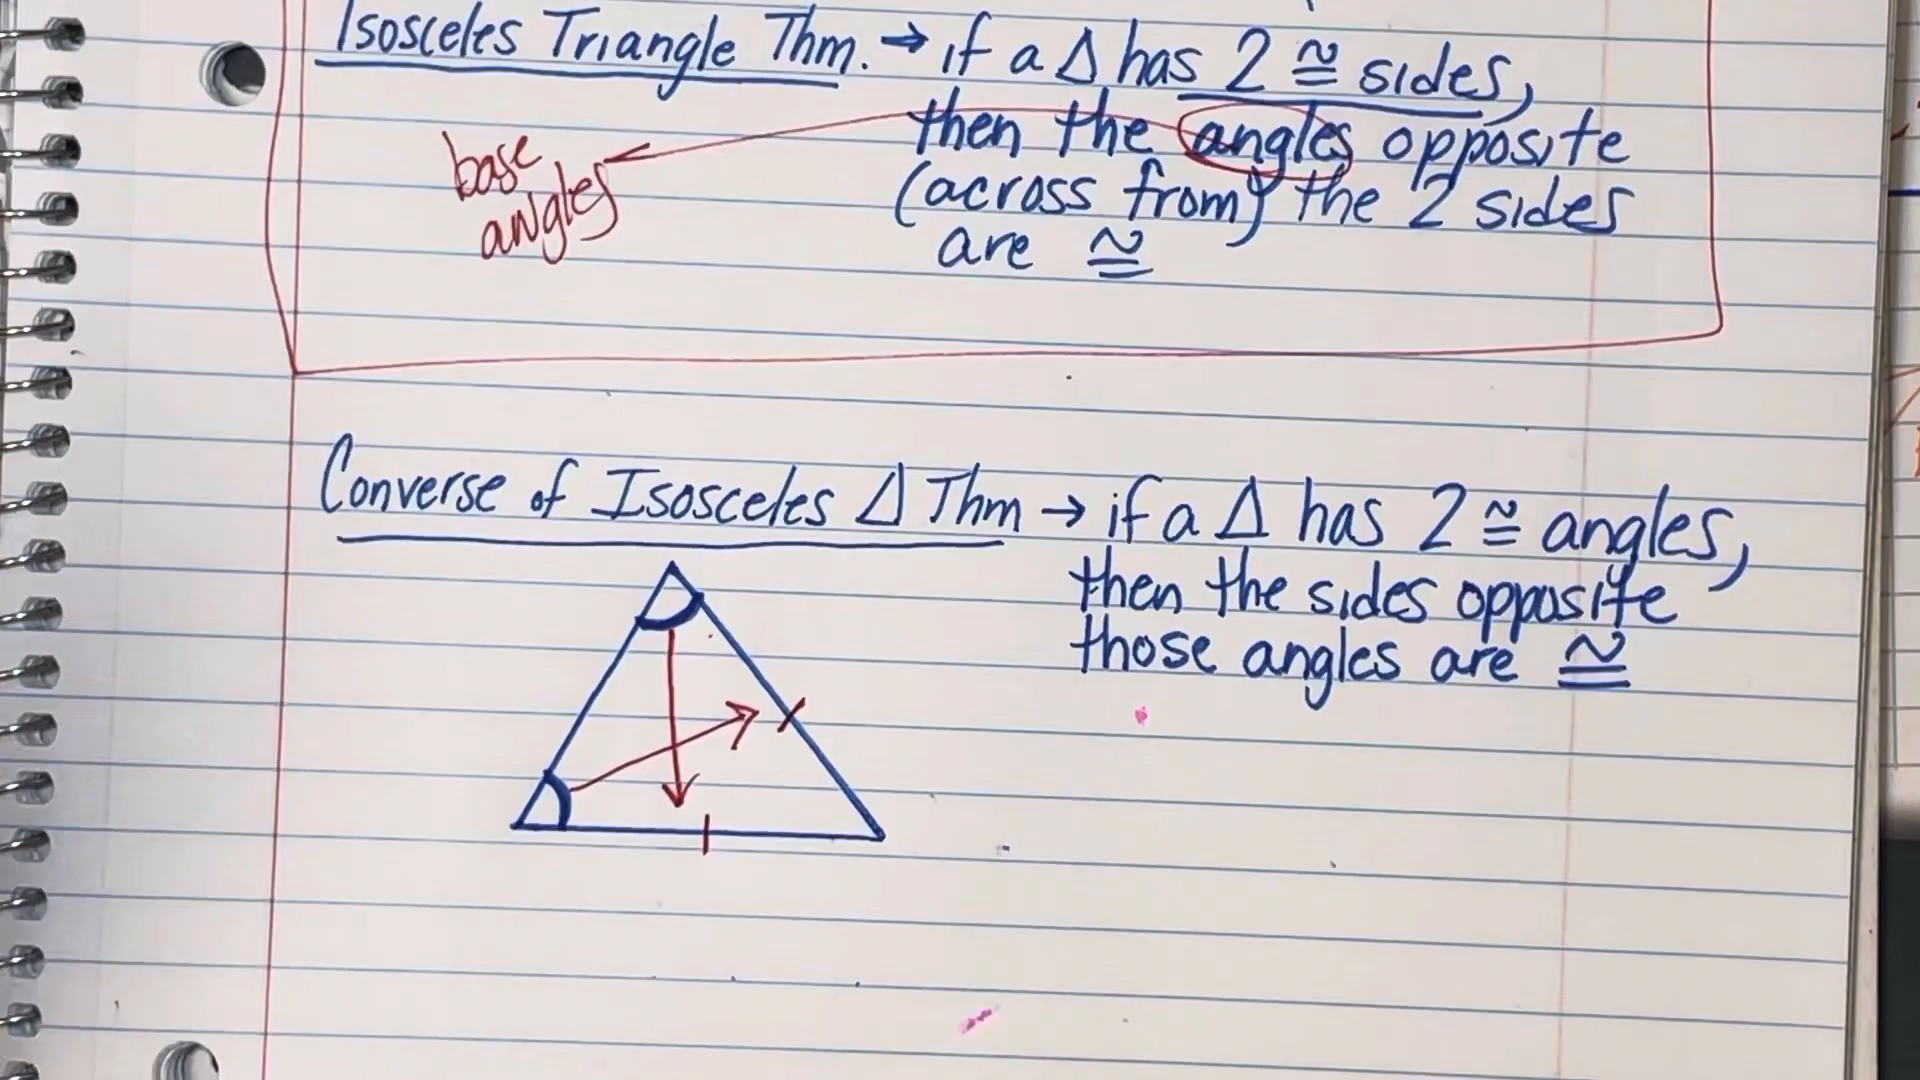 Isosceles Triangle Thm. → if a Δ has 2 ≅ sides,
then the angles opposite
(across from) the 2 sides
are ≅
base
angles
Converse of Isosceles Δ Thm → if a Δ has 2 ≅ angles,
then the sides opposite
those angles are ≅